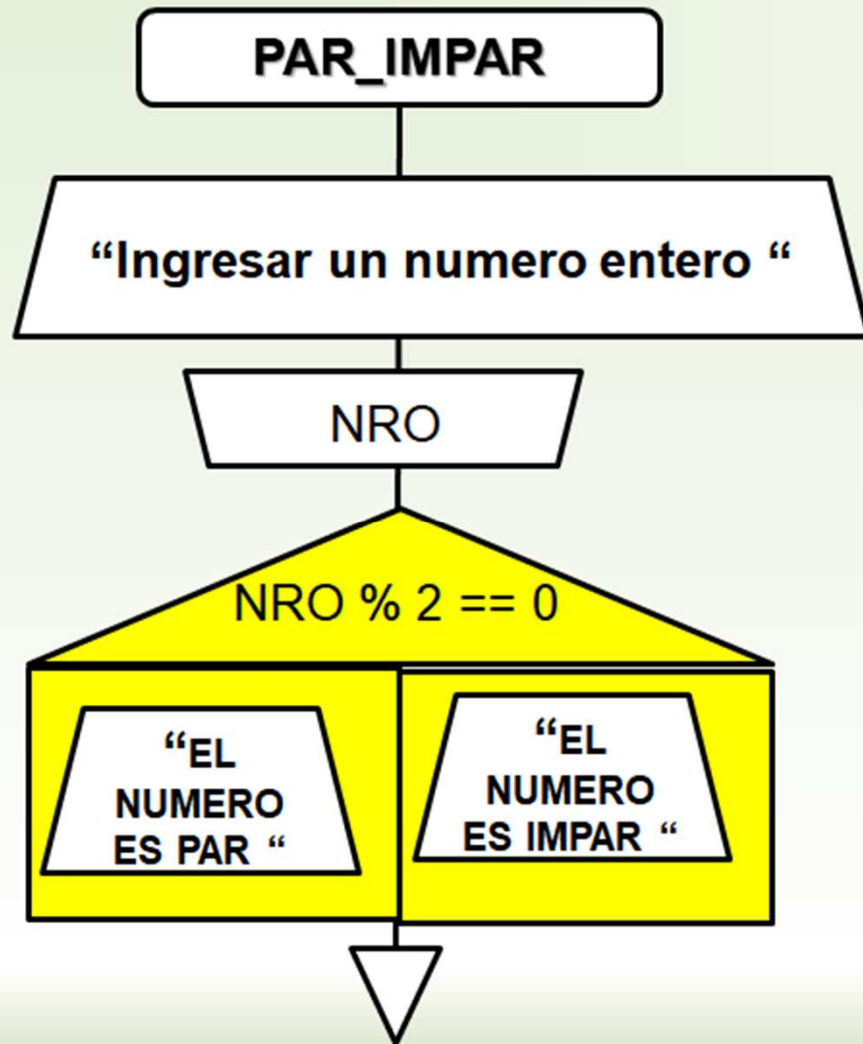 PAR_IMPAR
“Ingresar un numero entero “
NRO
NRO % 2 == 0
“EL
NUMERO
ES PAR “
“EL
NUMERO
ES IMPAR “